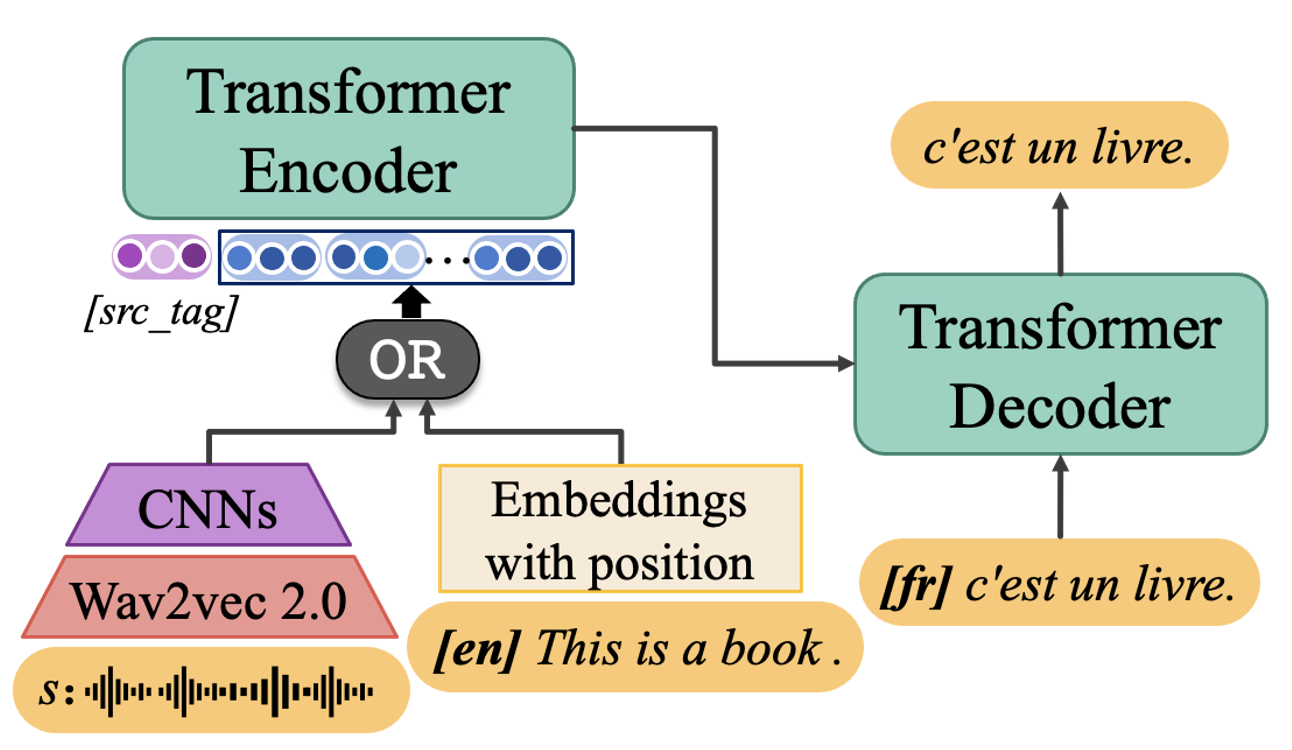 Transformer
Encoder
[src_tag]
OR
CNNs
Wav2vec 2.0
s:
Embeddings
with position
[en] This is a book .
c'est un livre.
Transformer
Decoder
[fr] c'est un livre.